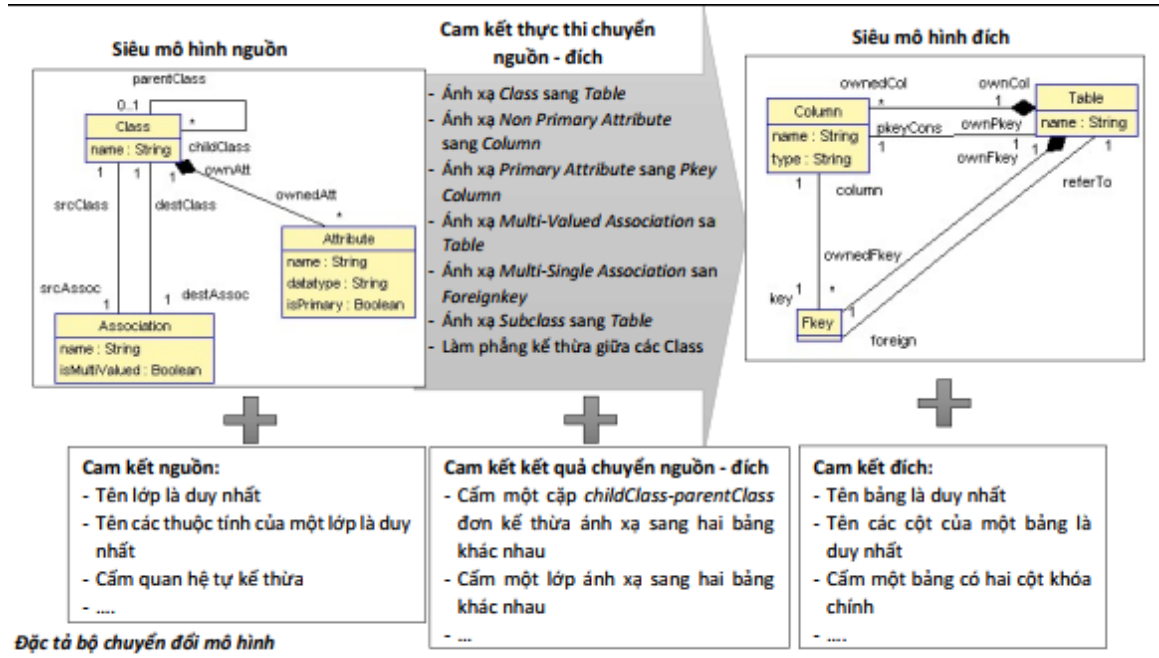 Siêu mô hình nguồn
parentClass
0..1
*
Class
name : String
childClass
1
1
1
ownAtt
srcClass
destClass
ownedAtt
*
Attribute
name : String
datatype : String
isPrimary : Boolean
srcAssoc
1
1
destAssoc
Association
name : String
isMultiValued : Boolean
Cam kết thực thi chuyển
nguồn - đích
- Ánh xạ Class sang Table
- Ánh xạ Non Primary Attribute
sang Column
- Ánh xạ Primary Attribute sang Pkey
Column
- Ánh xạ Multi-Valued Association sa
Table
- Ánh xạ Multi-Single Association san
Foreignkey
- Ánh xạ Subclass sang Table
- Làm phẳng kế thừa giữa các Class
Siêu mô hình đích
ownedCol
ownCol
*
1
Table
name : String
Column
name : String
type : String
pkeyCons
ownPkey
1
1
1
ownFkey
1
referTo
1
column
ownedFkey
1
*
key
1
Fkey
foreign
Cam kết nguồn:
- Tên lớp là duy nhất
- Tên các thuộc tính của một lớp là duy
nhất
- Cấm quan hệ tự kế thừa
- ....
Cam kết kết quả chuyển nguồn - đích
- Cấm một cặp childClass-parentClass
đơn kế thừa ánh xạ sang hai bảng
khác nhau
- Cấm một lớp ánh xạ sang hai bảng
khác nhau
- ...
Cam kết đích:
- Tên bảng là duy nhất
- Tên các cột của một bảng là
duy nhất
- Cấm một bảng có hai cột khóa
chính
- ....
Đặc tả bộ chuyển đổi mô hình